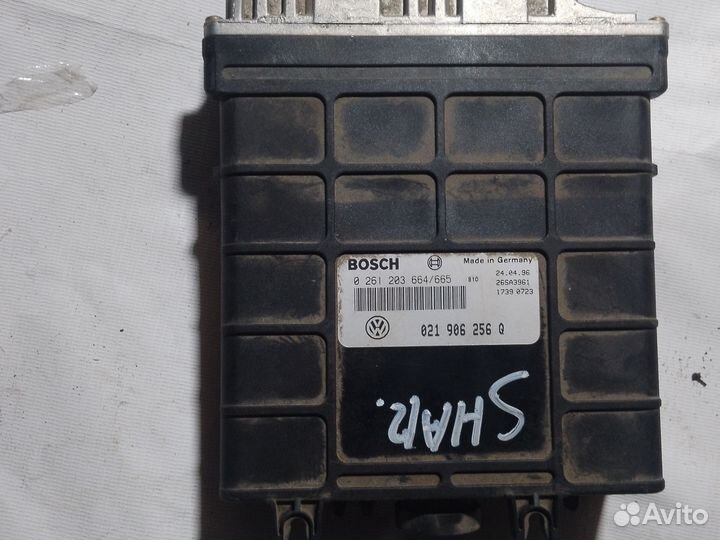 BOSCH
Made in Germany
0 261 203 664/665
B10
24.04.96
26SA3961
1739 0723
021 906 256 Q
SHAR.
Avito